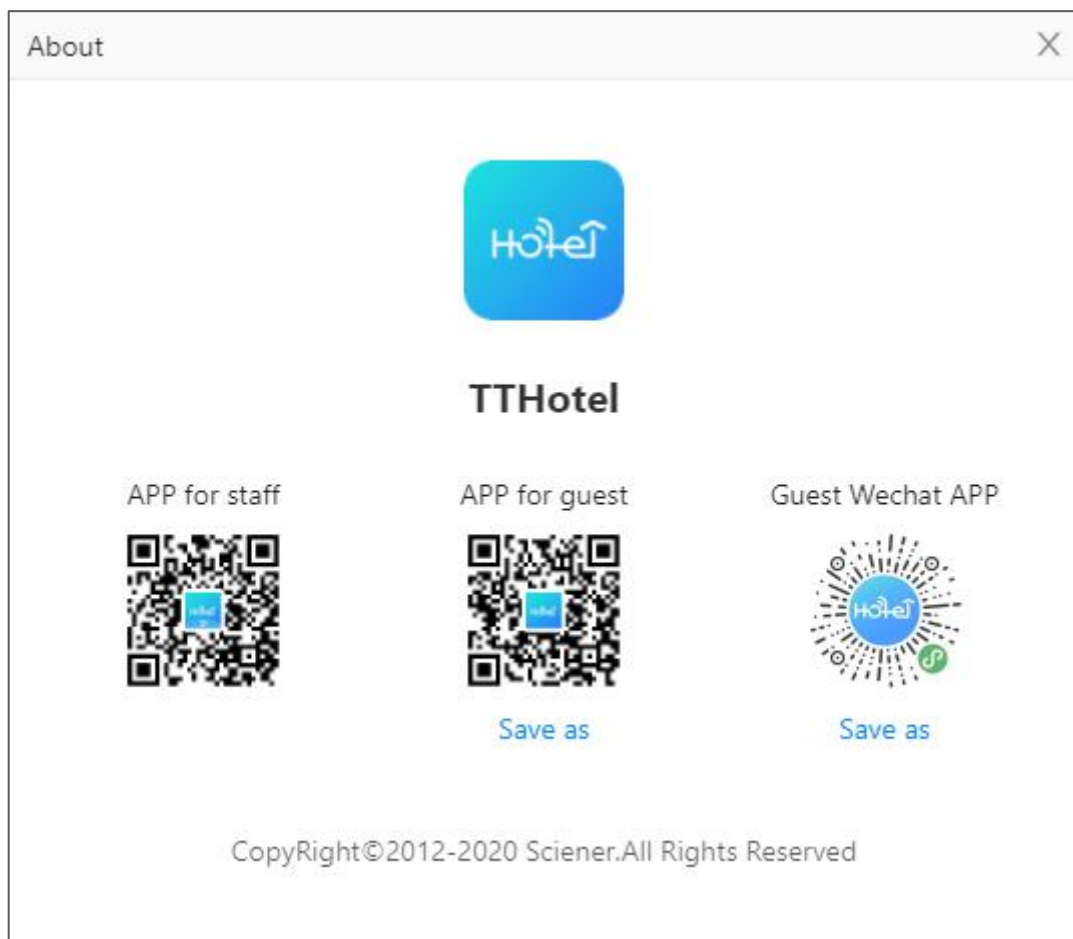 About
Hotel
TTHotel
APP for staff
APP for guest
Guest Wechat APP
Hotel
Save as
Save as
CopyRight©2012-2020 Sciener.All Rights Reserved